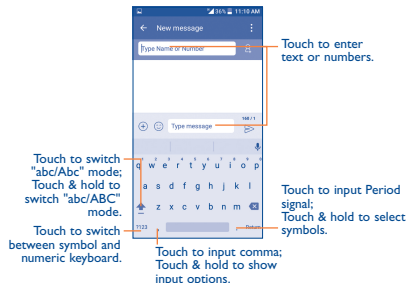 36% 11:10 AM
New message
Type Name or Number
Touch to enter
text or numbers.
160 / 1
Type message
q w e r t y u i o p
a s d f g h j k l
z x c v b n m
?123 , . Return
Touch to switch
"abc/Abc" mode;
Touch & hold to
switch "abc/ABC"
mode.
Touch to switch
between symbol and
numeric keyboard.
Touch to input comma;
Touch & hold to show
input options.
Touch to input Period
signal;
Touch & hold to select
symbols.